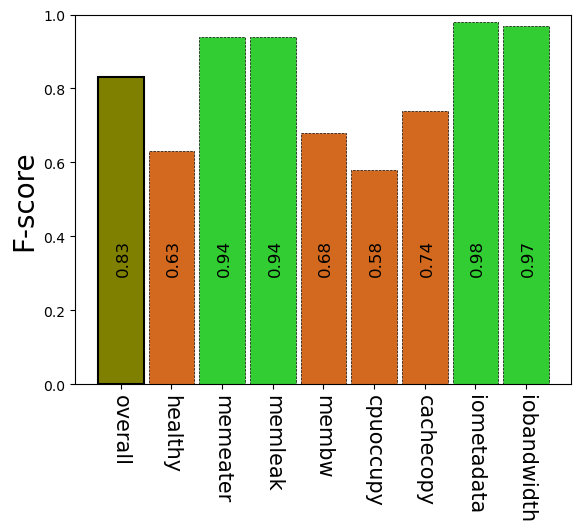 F-score
1.0
0.8
0.6
0.4
0.2
0.0
0.83
0.63
0.94
0.94
0.68
0.58
0.74
0.98
0.97
overall
healthy
memeater
memleak
membw
cpuoccupy
cachecopy
iometadata
iobandwidth